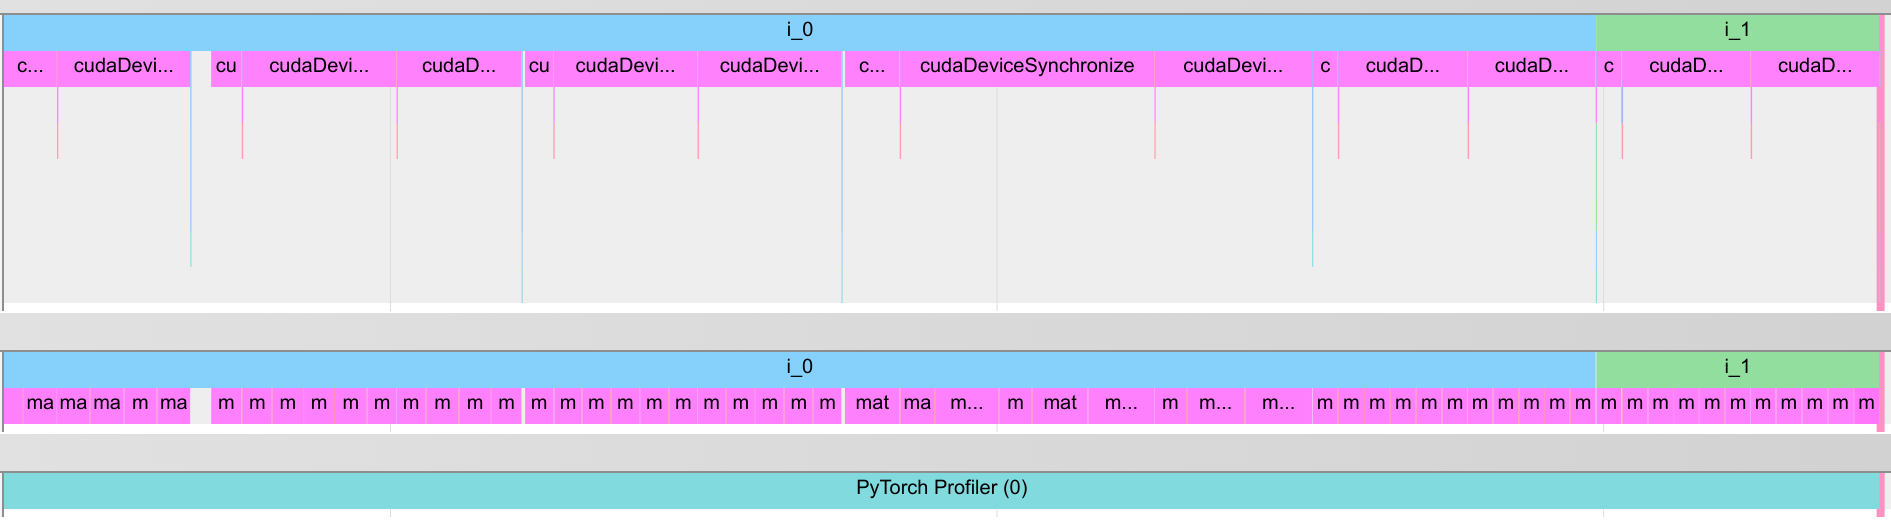 i_0 i_1
c... cudaDevi... cu cudaDevi... cudaD... cu cudaDevi... cudaDevi... c... cudaDeviceSynchronize cudaDevi... c cudaD... cudaD... c cudaD... cudaD...
i_0 i_1
ma ma ma m ma m m m m m m m m m m m m m m m m m m m m m mat ma m... m mat m... m m... m... m m m m m m m m m m m m m m m m m m m m m m
PyTorch Profiler (0)